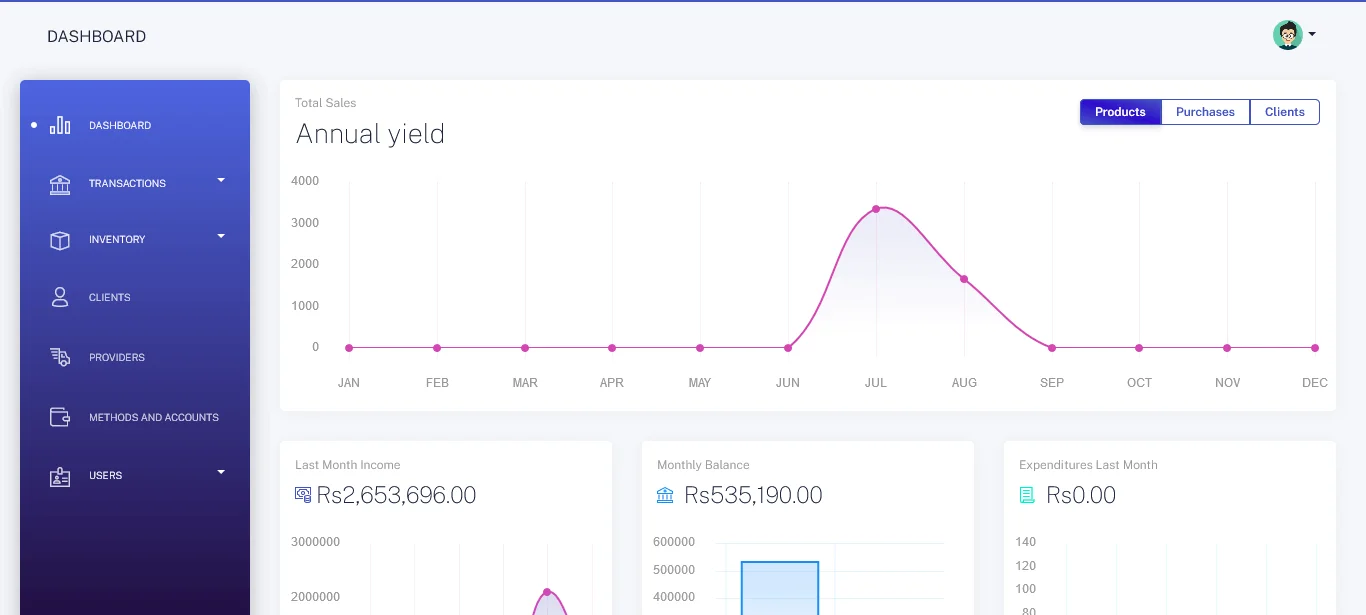 DASHBOARD
DASHBOARD
TRANSACTIONS
INVENTORY
CLIENTS
PROVIDERS
METHODS AND ACCOUNTS
USERS
Total Sales
Annual yield
Products Purchases Clients
4000
3000
2000
1000
0
JAN FEB MAR APR MAY JUN JUL AUG SEP OCT NOV DEC
Last Month Income
Rs2,653,696.00
3000000
2000000
Monthly Balance
Rs535,190.00
600000
500000
400000
Expenditures Last Month
Rs0.00
140
120
100
80